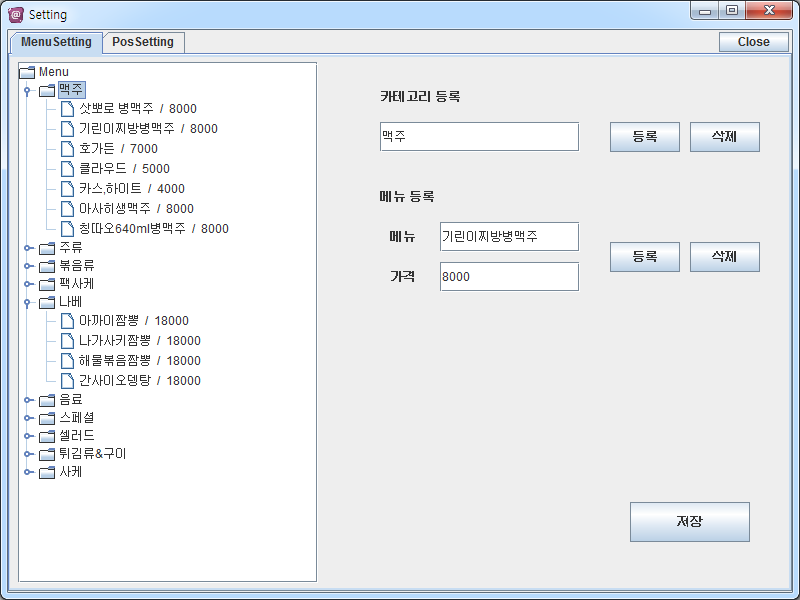 Setting
MenuSetting PosSetting Close
Menu
맥주
삿뽀로 병맥주 / 8000
기린이찌방병맥주 / 8000
호가든 / 7000
클라우드 / 5000
카스,하이트 / 4000
아사히생맥주 / 8000
칭따오640ml병맥주 / 8000
주류
볶음류
팩사케
나베
아까이짬뽕 / 18000
나가사키짬뽕 / 18000
해물볶음짬뽕 / 18000
간사이오뎅탕 / 18000
음료
스페셜
셀러드
튀김류&구이
사케
카테고리 등록
맥주 등록 삭제
메뉴 등록
메뉴 기린이찌방병맥주
등록 삭제
가격 8000
저장